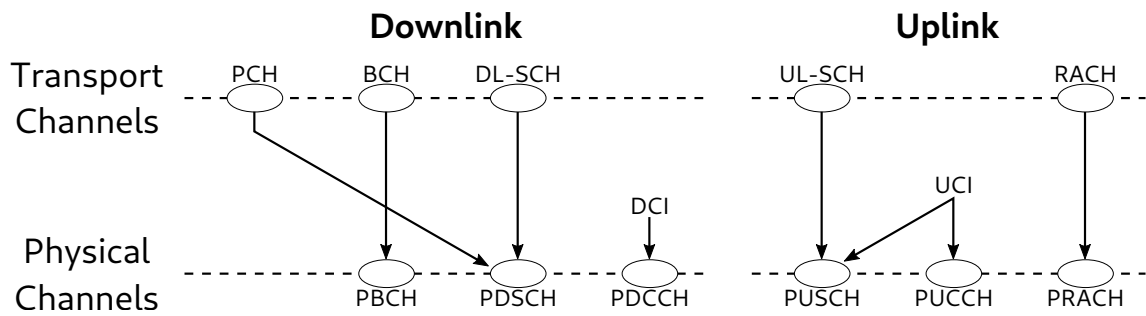 Downlink Uplink
Transport Channels
PCH BCH DL-SCH UL-SCH RACH
DCI UCI
Physical Channels
PBCH PDSCH PDCCH PUSCH PUCCH PRACH